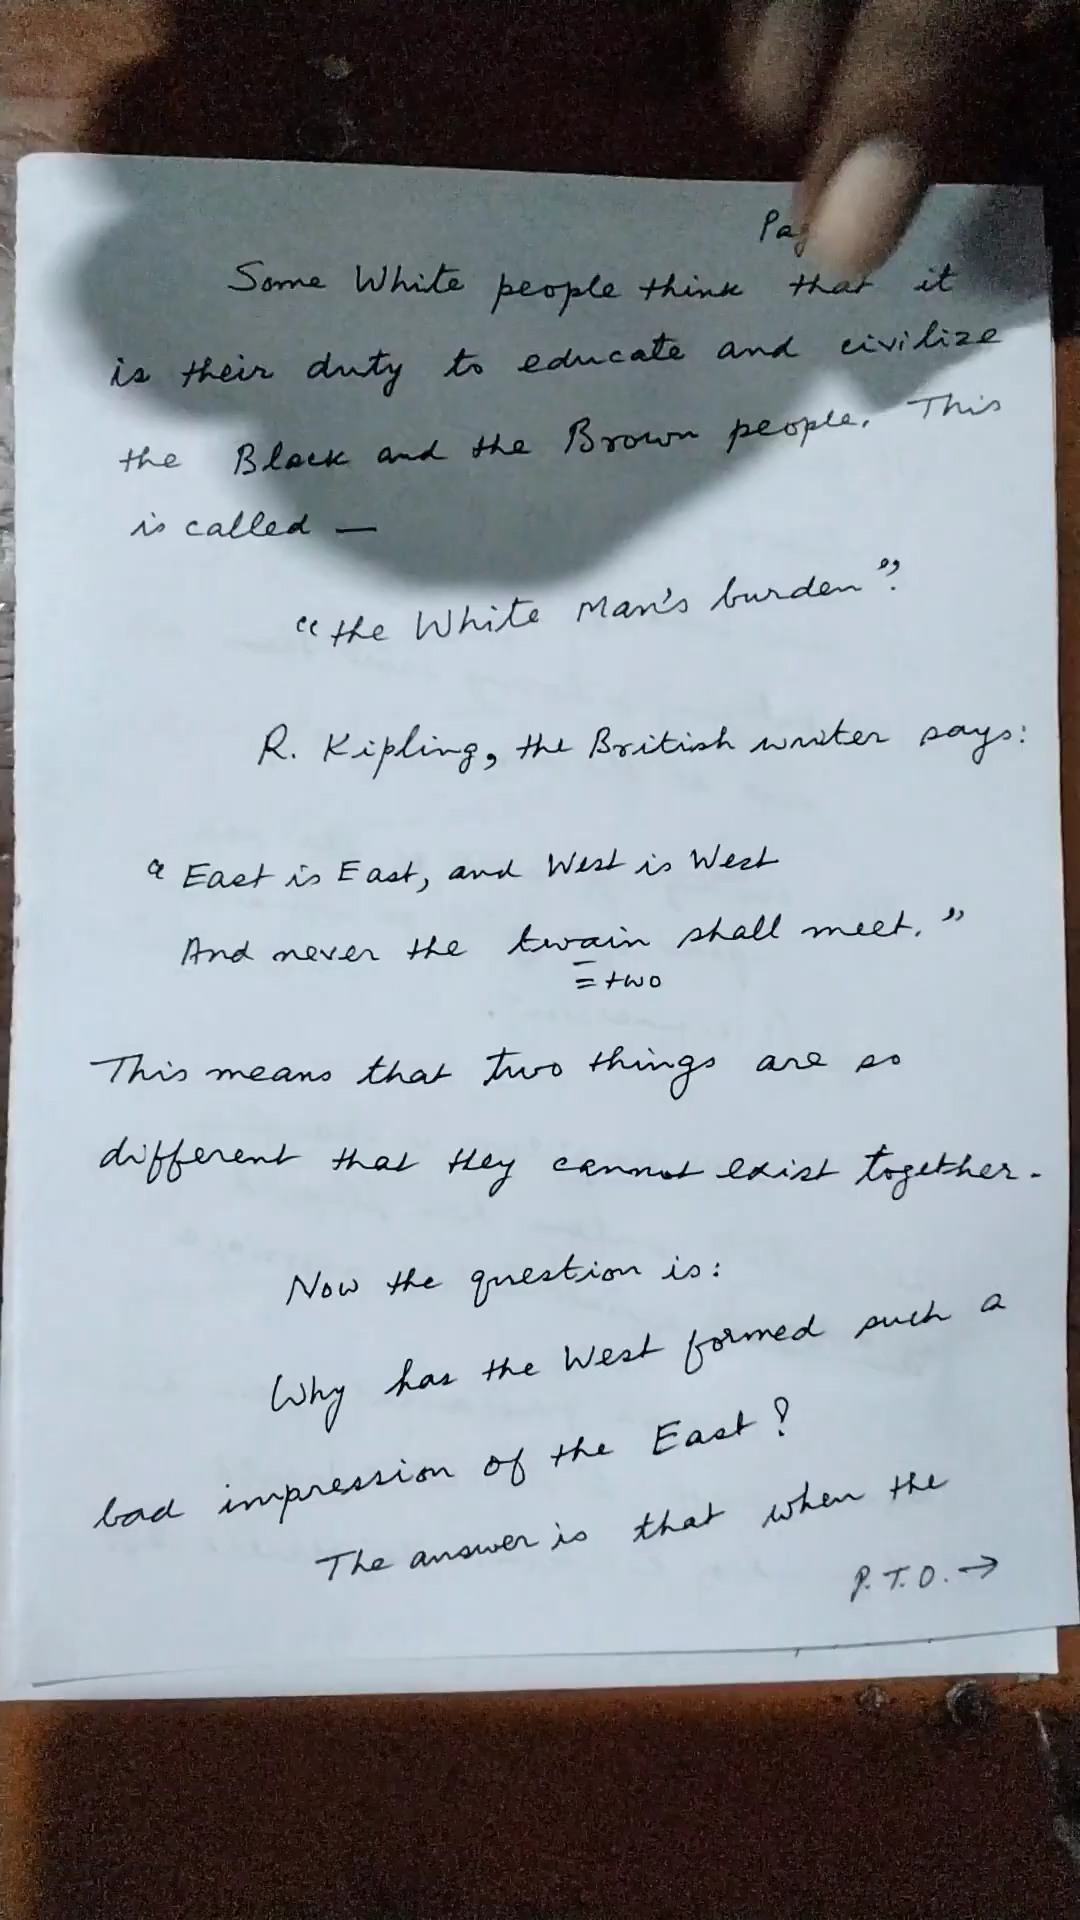 Some White people think that it
is their duty to educate and civilize
the Black and the Brown people. This
is called —
"the White Man's burden".
R. Kipling, the British writer says:
"East is East, and West is West
And never the twain shall meet."
= two
This means that two things are so
different that they cannot exist together.
Now the question is:
Why has the West formed such a
bad impression of the East?
The answer is that when the
P.T.O. →